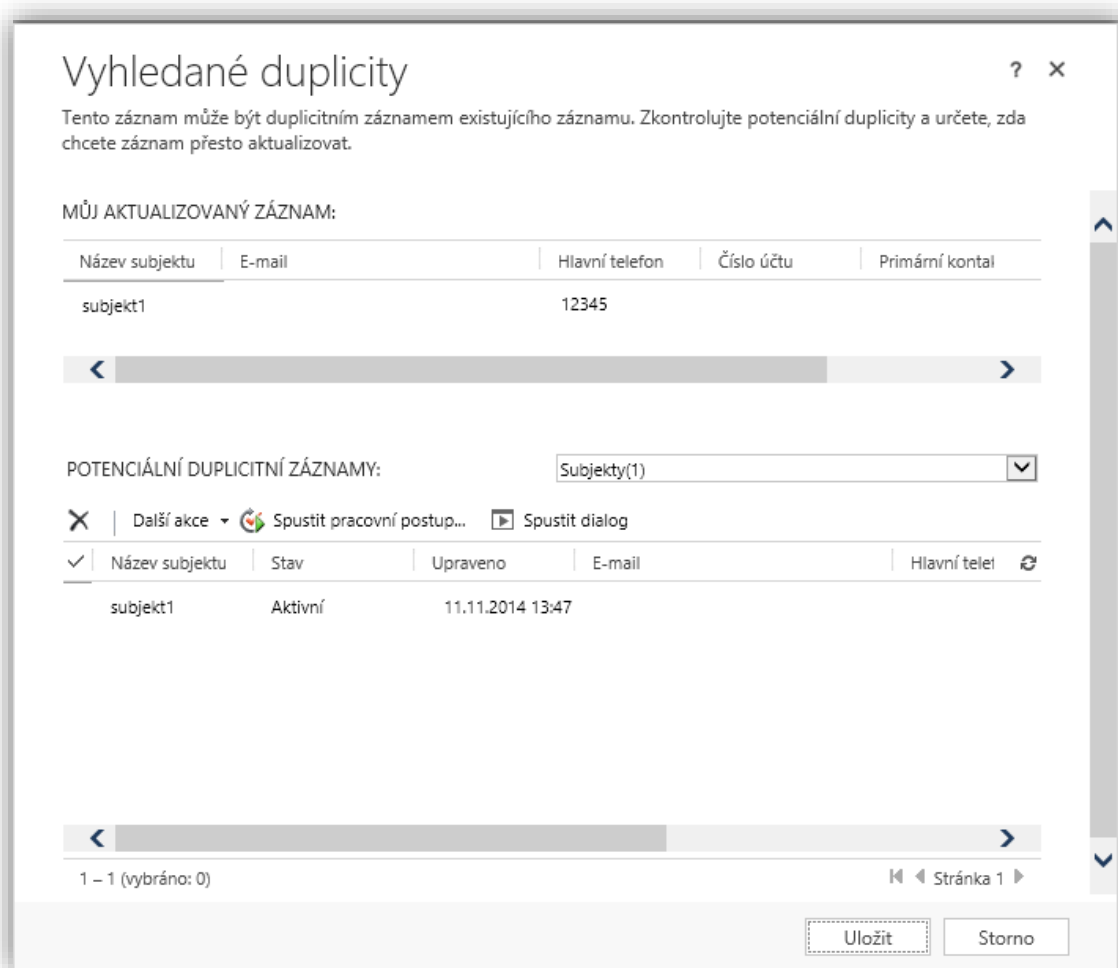 Vyhledané duplicity
? ×
Tento záznam může být duplicitním záznamem existujícího záznamu. Zkontrolujte potenciální duplicity a určete, zda
chcete záznam přesto aktualizovat.
MŮJ AKTUALIZOVANÝ ZÁZNAM:
Název subjektu E-mail Hlavní telefon Číslo účtu Primární kontal
subjekt1 12345
POTENCIÁLNÍ DUPLICITNÍ ZÁZNAMY: Subjekty(1)
Další akce Spustit pracovní postup... Spustit dialog
Název subjektu Stav Upraveno E-mail Hlavní telef
subjekt1 Aktivní 11.11.2014 13:47
1 – 1 (vybráno: 0) Stránka 1
Uložit Storno